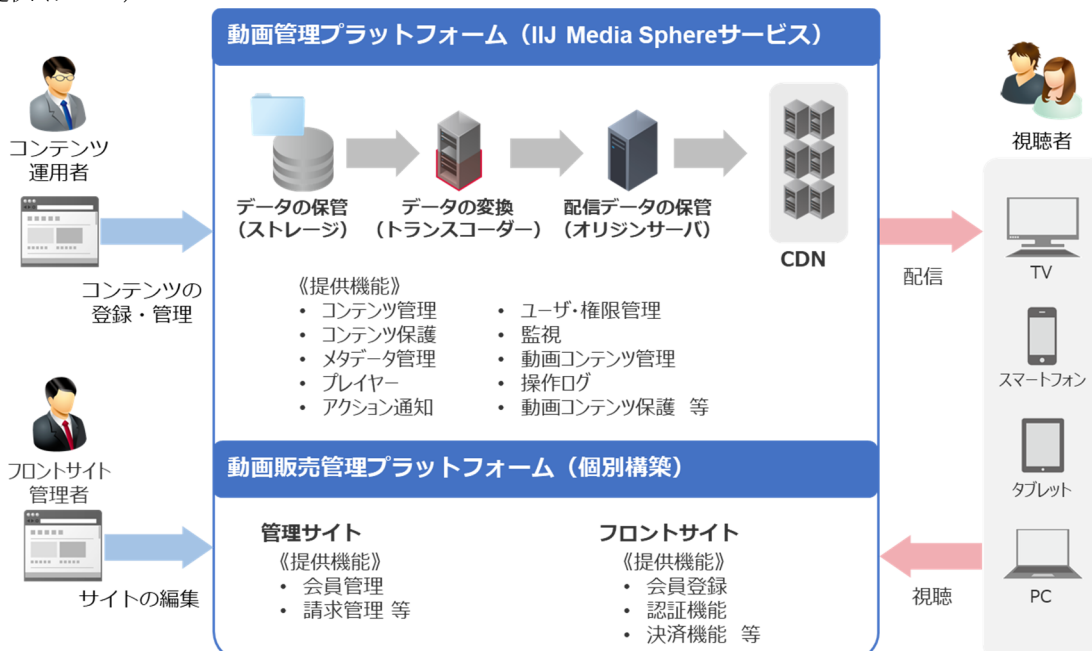 動画管理プラットフォーム（IIJ Media Sphereサービス）
コンテンツ
運用者
コンテンツの
登録・管理
データの保管
（ストレージ）
データの変換
（トランスコーダー）
配信データの保管
（オリジンサーバ）
CDN
《提供機能》
• コンテンツ管理
• コンテンツ保護
• メタデータ管理
• プレイヤー
• アクション通知
• ユーザ・権限管理
• 監視
• 動画コンテンツ管理
• 操作ログ
• 動画コンテンツ保護 等
配信
視聴者
TV
スマートフォン
タブレット
PC
視聴
フロントサイト
管理者
サイトの編集
動画販売管理プラットフォーム（個別構築）
管理サイト
《提供機能》
• 会員管理
• 請求管理 等
フロントサイト
《提供機能》
• 会員登録
• 認証機能
• 決済機能 等